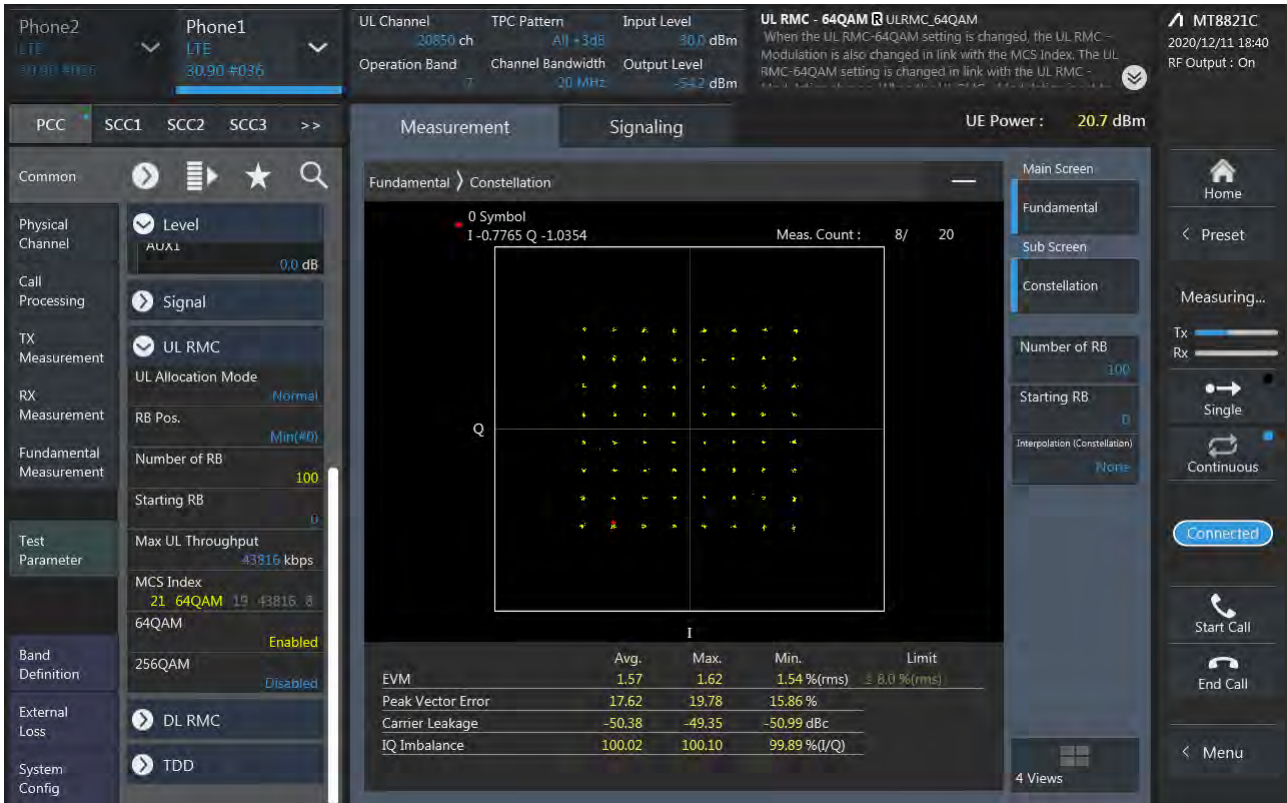 Phone2
LTE
30.90 #036
Phone1
LTE
30.90 #036
UL Channel
20850 ch
Operation Band
7
TPC Pattern
All +3dB
Channel Bandwidth
20 MHz
Input Level
30.0 dBm
Output Level
-54.2 dBm
UL RMC - 64QAM R ULRMC_64QAM
When the UL RMC-64QAM setting is changed, the UL RMC -
Modulation is also changed in link with the MCS Index. The UL
RMC-64QAM setting is changed in link with the UL RMC -
MT8821C
2020/12/11 18:40
RF Output : On
PCC SCC1 SCC2 SCC3 >>
Measurement
Signaling
UE Power : 20.7 dBm
Common
Physical
Channel
Call
Processing
TX
Measurement
RX
Measurement
Fundamental
Measurement
Test
Parameter
Band
Definition
External
Loss
System
Config
Level
AUX1
0.0 dB
Signal
UL RMC
UL Allocation Mode
Normal
RB Pos.
Min(#0)
Number of RB
100
Starting RB
0
Max UL Throughput
43816 kbps
MCS Index
21 64QAM 19 43816 8
64QAM
Enabled
256QAM
Disabled
DL RMC
TDD
Fundamental ⟩ Constellation
0 Symbol
I -0.7765 Q -1.0354
Meas. Count : 8/ 20
Q
I
Avg. Max. Min. Limit
EVM 1.57 1.62 1.54 %(rms) ≤ 8.0 %(rms)
Peak Vector Error 17.62 19.78 15.86 %
Carrier Leakage -50.38 -49.35 -50.99 dBc
IQ Imbalance 100.02 100.10 99.89 %(I/Q)
Main Screen
Fundamental
Sub Screen
Constellation
Number of RB
100
Starting RB
0
Interpolation (Constellation)
None
4 Views
Home
< Preset
Measuring...
Tx
Rx
Single
Continuous
Connected
Start Call
End Call
< Menu